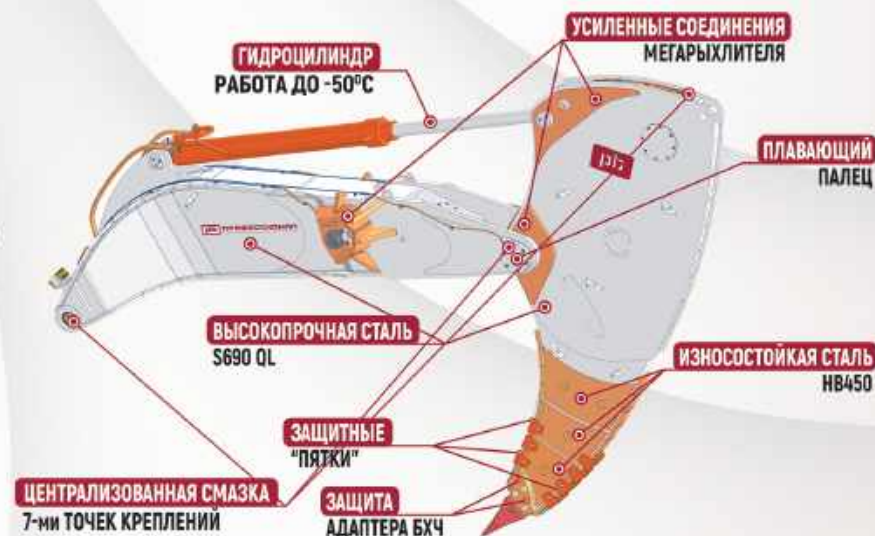 УСИЛЕННЫЕ СОЕДИНЕНИЯ
МЕГАРЫХЛИТЕЛЯ
ГИДРОЦИЛИНДР
РАБОТА ДО -50⁰С
ПЛАВАЮЩИЙ
ПАЛЕЦ
ВЫСОКОПРОЧНАЯ СТАЛЬ
S690 QL
ИЗНОСОСТОЙКАЯ СТАЛЬ
HB450
ЗАЩИТНЫЕ
"ПЯТКИ"
ЦЕНТРАЛИЗОВАННАЯ СМАЗКА
7-ми ТОЧЕК КРЕПЛЕНИЙ
ЗАЩИТА
АДАПТЕРА БХЧ